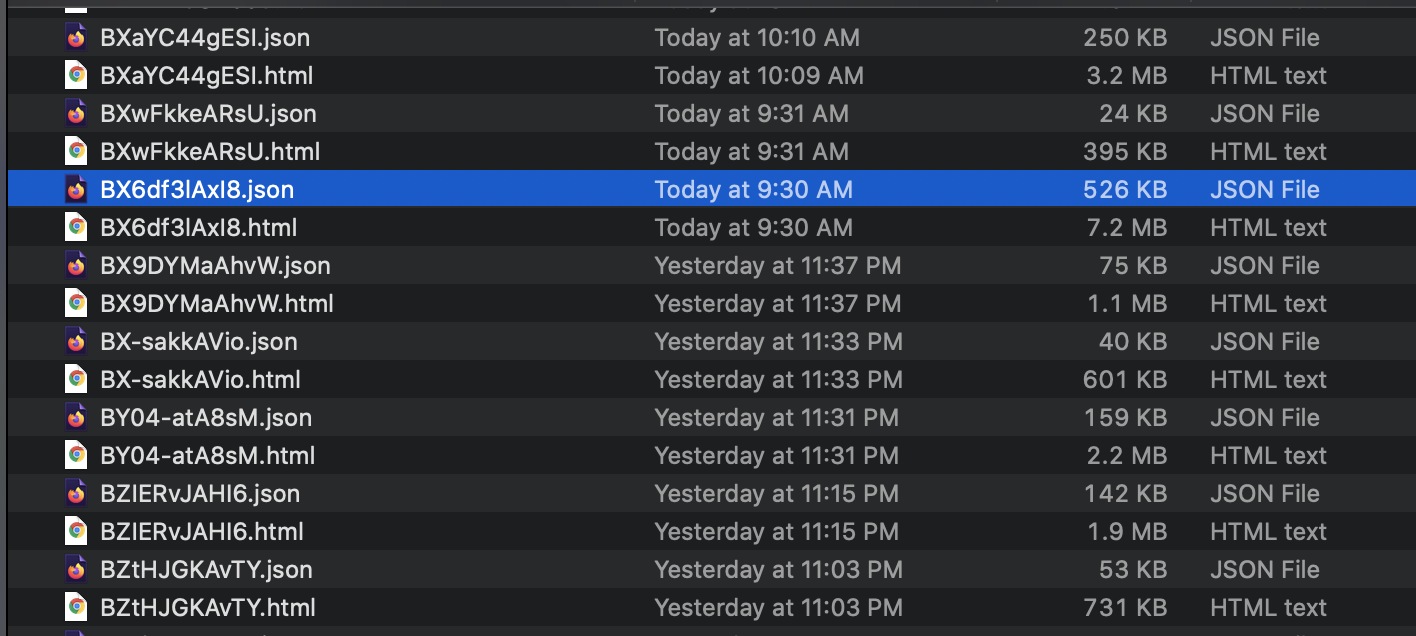 BXaYC44gESI.json Today at 10:10 AM 250 KB JSON File
BXaYC44gESI.html Today at 10:09 AM 3.2 MB HTML text
BXwFkkeARsU.json Today at 9:31 AM 24 KB JSON File
BXwFkkeARsU.html Today at 9:31 AM 395 KB HTML text
BX6df3lAxI8.json Today at 9:30 AM 526 KB JSON File
BX6df3lAxI8.html Today at 9:30 AM 7.2 MB HTML text
BX9DYMaAhvW.json Yesterday at 11:37 PM 75 KB JSON File
BX9DYMaAhvW.html Yesterday at 11:37 PM 1.1 MB HTML text
BX-sakkAVio.json Yesterday at 11:33 PM 40 KB JSON File
BX-sakkAVio.html Yesterday at 11:33 PM 601 KB HTML text
BY04-atA8sM.json Yesterday at 11:31 PM 159 KB JSON File
BY04-atA8sM.html Yesterday at 11:31 PM 2.2 MB HTML text
BZIERvJAHI6.json Yesterday at 11:15 PM 142 KB JSON File
BZIERvJAHI6.html Yesterday at 11:15 PM 1.9 MB HTML text
BZtHJGKAvTY.json Yesterday at 11:03 PM 53 KB JSON File
BZtHJGKAvTY.html Yesterday at 11:03 PM 731 KB HTML text